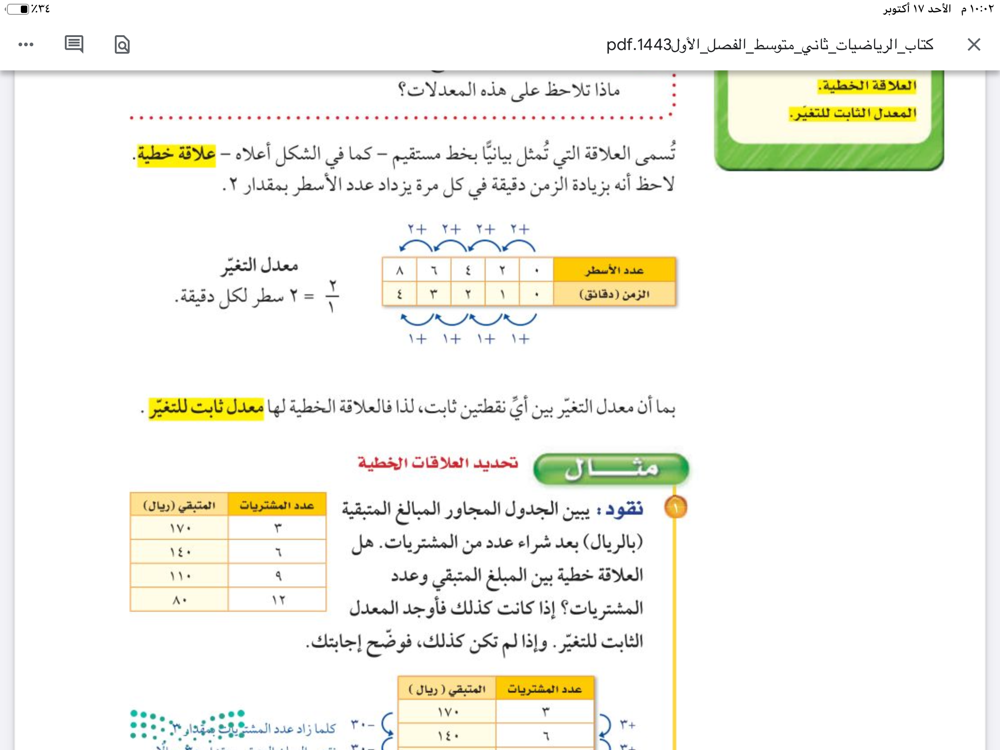 ١٠:٠٢ م الأحد ١٧ أكتوبر
٪٣٤
كتاب_الرياضيات_ثاني_متوسط_الفصل_الأول1443.pdf
العلاقة الخطية.
المعدل الثابت للتغيّر.
ماذا تلاحظ على هذه المعدلات؟
تُسمى العلاقة التي تُمثل بيانيًّا بخط مستقيم – كما في الشكل أعلاه – علاقة خطية.
لاحظ أنه بزيادة الزمن دقيقة في كل مرة يزداد عدد الأسطر بمقدار ٢.
+٢ +٢ +٢ +٢
عدد الأسطر ٠ ٢ ٤ ٦ ٨
الزمن (دقائق) ٠ ١ ٢ ٣ ٤
+١ +١ +١ +١
معدل التغيّر
٢/١ = ٢ سطر لكل دقيقة.
بما أن معدل التغيّر بين أيِّ نقطتين ثابت، لذا فالعلاقة الخطية لها معدل ثابت للتغيّر .
مثـــال
تحديد العلاقات الخطية
١
نقود : يبين الجدول المجاور المبالغ المتبقية
(بالريال) بعد شراء عدد من المشتريات. هل
العلاقة خطية بين المبلغ المتبقي وعدد
المشتريات؟ إذا كانت كذلك فأوجد المعدل
الثابت للتغيّر. وإذا لم تكن كذلك، فوضّح إجابتك.
عدد المشتريات المتبقي (ريال)
٣ ١٧٠
٦ ١٤٠
٩ ١١٠
١٢ ٨٠
عدد المشتريات المتبقي ( ريال )
٣ ١٧٠
٦ ١٤٠
+٣
–٣٠
كلما زاد عدد المشتريات بمقدار ٣
+٣
–٣٠